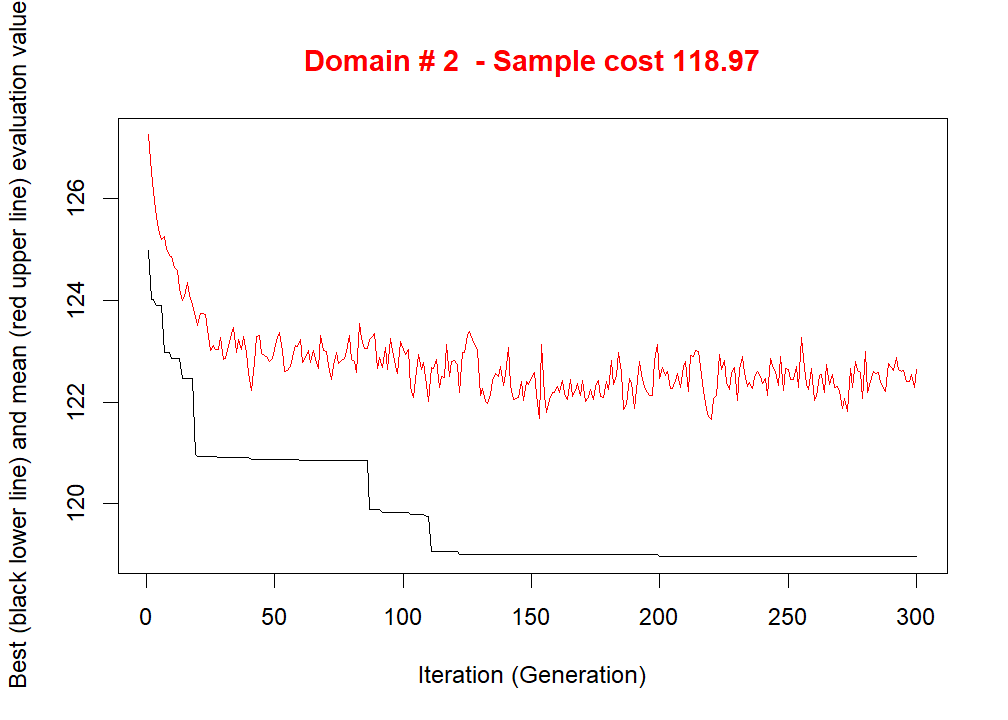 Domain # 2  - Sample cost 118.97
Best (black lower line) and mean (red upper line) evaluation value
126
124
122
120
0 50 100 150 200 250 300
Iteration (Generation)